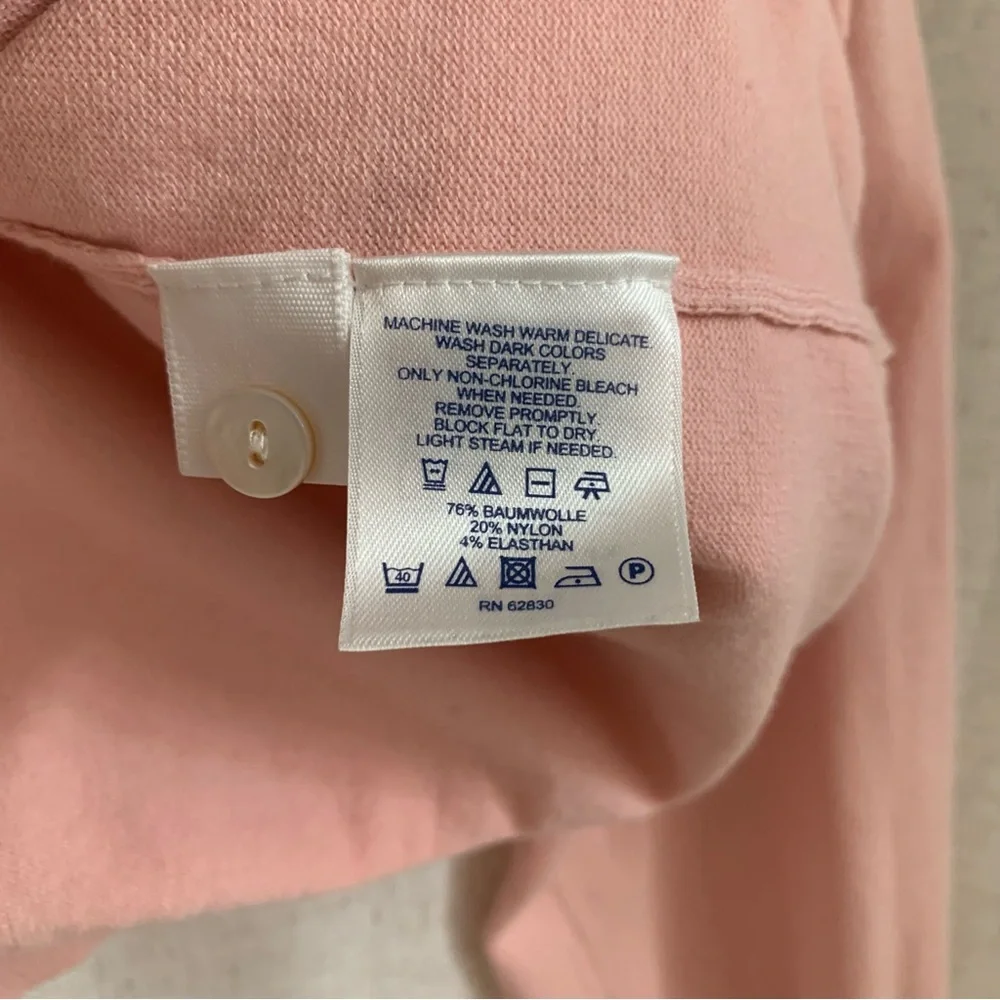 MACHINE WASH WARM DELICATE.
WASH DARK COLORS
SEPARATELY.
ONLY NON-CHLORINE BLEACH
WHEN NEEDED.
REMOVE PROMPTLY.
BLOCK FLAT TO DRY.
LIGHT STEAM IF NEEDED.
76% BAUMWOLLE
20% NYLON
4% ELASTHAN
40 P
RN 62830